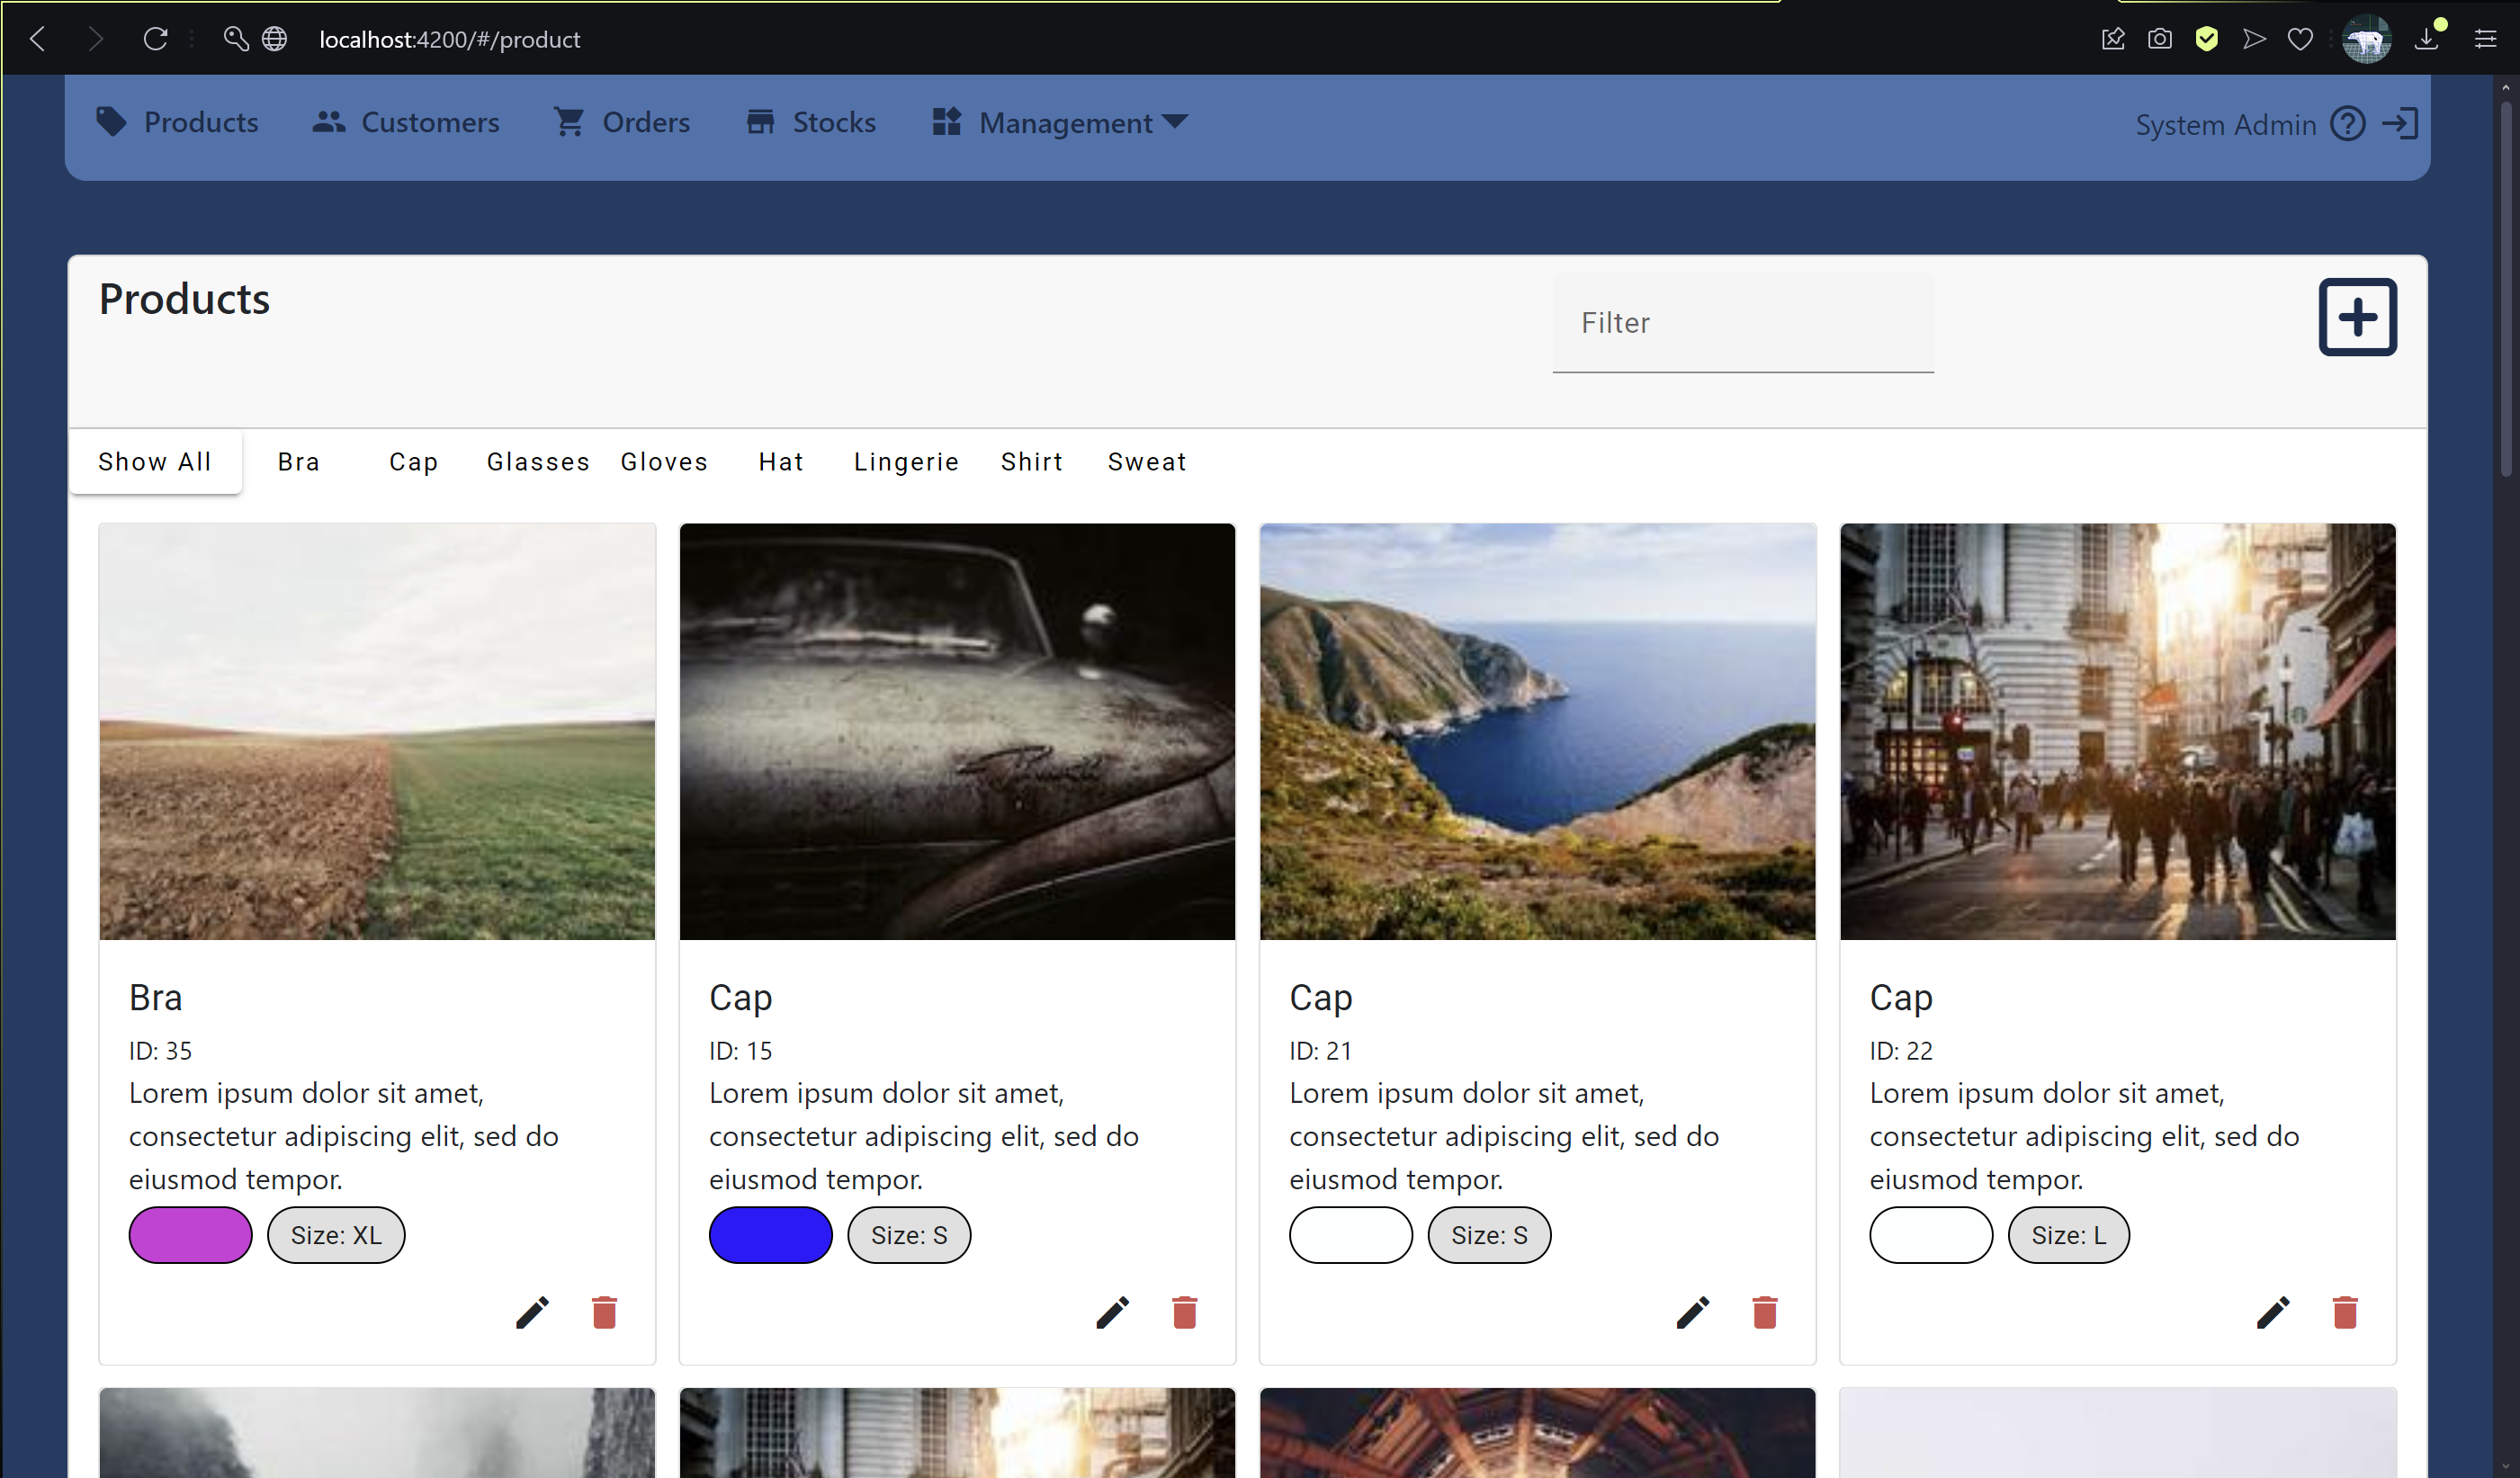 localhost:4200/#/product
Products
Customers
Orders
Stocks
Management
System Admin
Products
Filter
Show All
Bra
Cap
Glasses
Gloves
Hat
Lingerie
Shirt
Sweat
Bra
ID: 35
Lorem ipsum dolor sit amet,
consectetur adipiscing elit, sed do
eiusmod tempor.
Size: XL
Cap
ID: 15
Lorem ipsum dolor sit amet,
consectetur adipiscing elit, sed do
eiusmod tempor.
Size: S
Cap
ID: 21
Lorem ipsum dolor sit amet,
consectetur adipiscing elit, sed do
eiusmod tempor.
Size: S
Cap
ID: 22
Lorem ipsum dolor sit amet,
consectetur adipiscing elit, sed do
eiusmod tempor.
Size: L